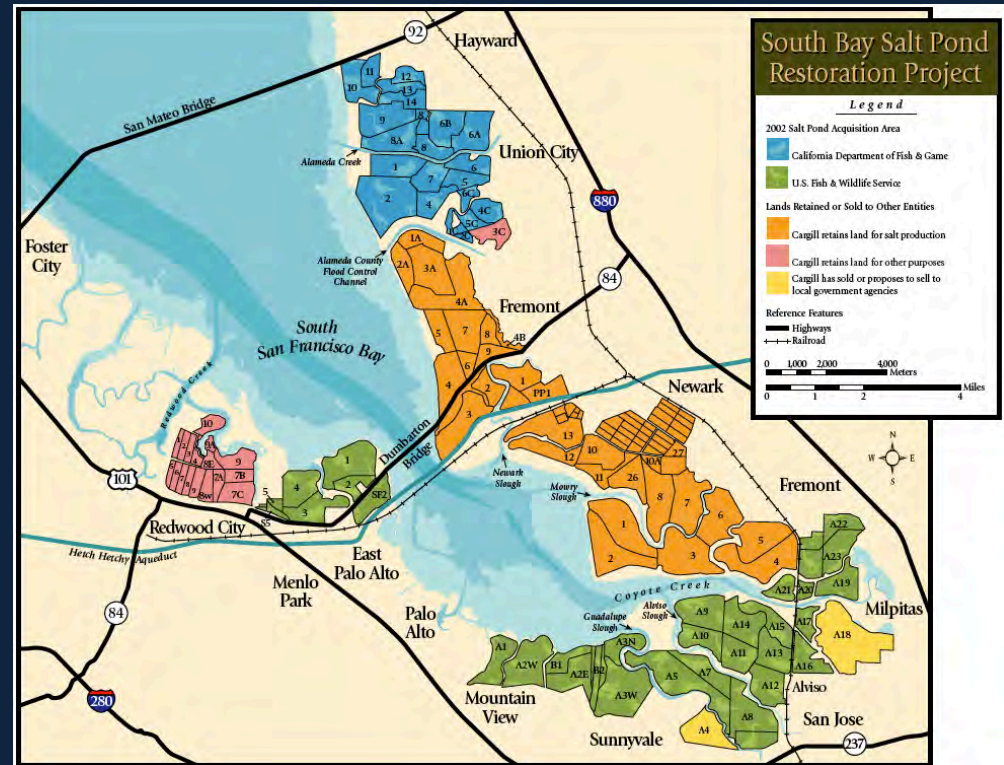 South Bay Salt Pond
Restoration Project
Legend
2002 Salt Pond Acquisition Area
California Department of Fish & Game
U.S. Fish & Wildlife Service
Lands Retained or Sold to Other Entities
Cargill retains land for salt production
Cargill retains land for other purposes
Cargill has sold or proposes to sell to
local government agencies
Reference Features
Highways
Railroad
0 1,000 2,000 4,000
Meters
Miles
0 1 2 4
N
W E
S
92
Hayward
San Mateo Bridge
11
12
10
13
14
8
9
6B
6A
8A
8
Union City
Alameda Creek
1
6
7
5
2
4
6C
4C
5C
3C
880
Foster
City
Alameda County
Flood Control
Channel
1A
2A
3A
84
4A
Fremont
South
San Francisco Bay
5
7
8
4B
9
6
4
2
1
PP1
3
Newark
Dumbarton
Bridge
Redwood Creek
10
9
8E
7A
7B
7C
1
2
4
3
SF2
5
S5
101
Redwood City
Hetch Hetchy Aqueduct
East
Palo Alto
Menlo
Park
84
280
Newark
Slough
Mowry
Slough
13
12
10
11
10A
27
26
8
7
6
Fremont
1
2
3
5
4
A22
A23
Coyote Creek
A21
A20
A19
Milpitas
Palo
Alto
Guadalupe
Slough
Alviso
Slough
A9
A14
A15
A17
A18
A10
A11
A13
A16
A1
A2W
B1
A2E
B2
A3N
A3W
A5
A7
A12
Alviso
Mountain
View
A8
San Jose
Sunnyvale
A4
237